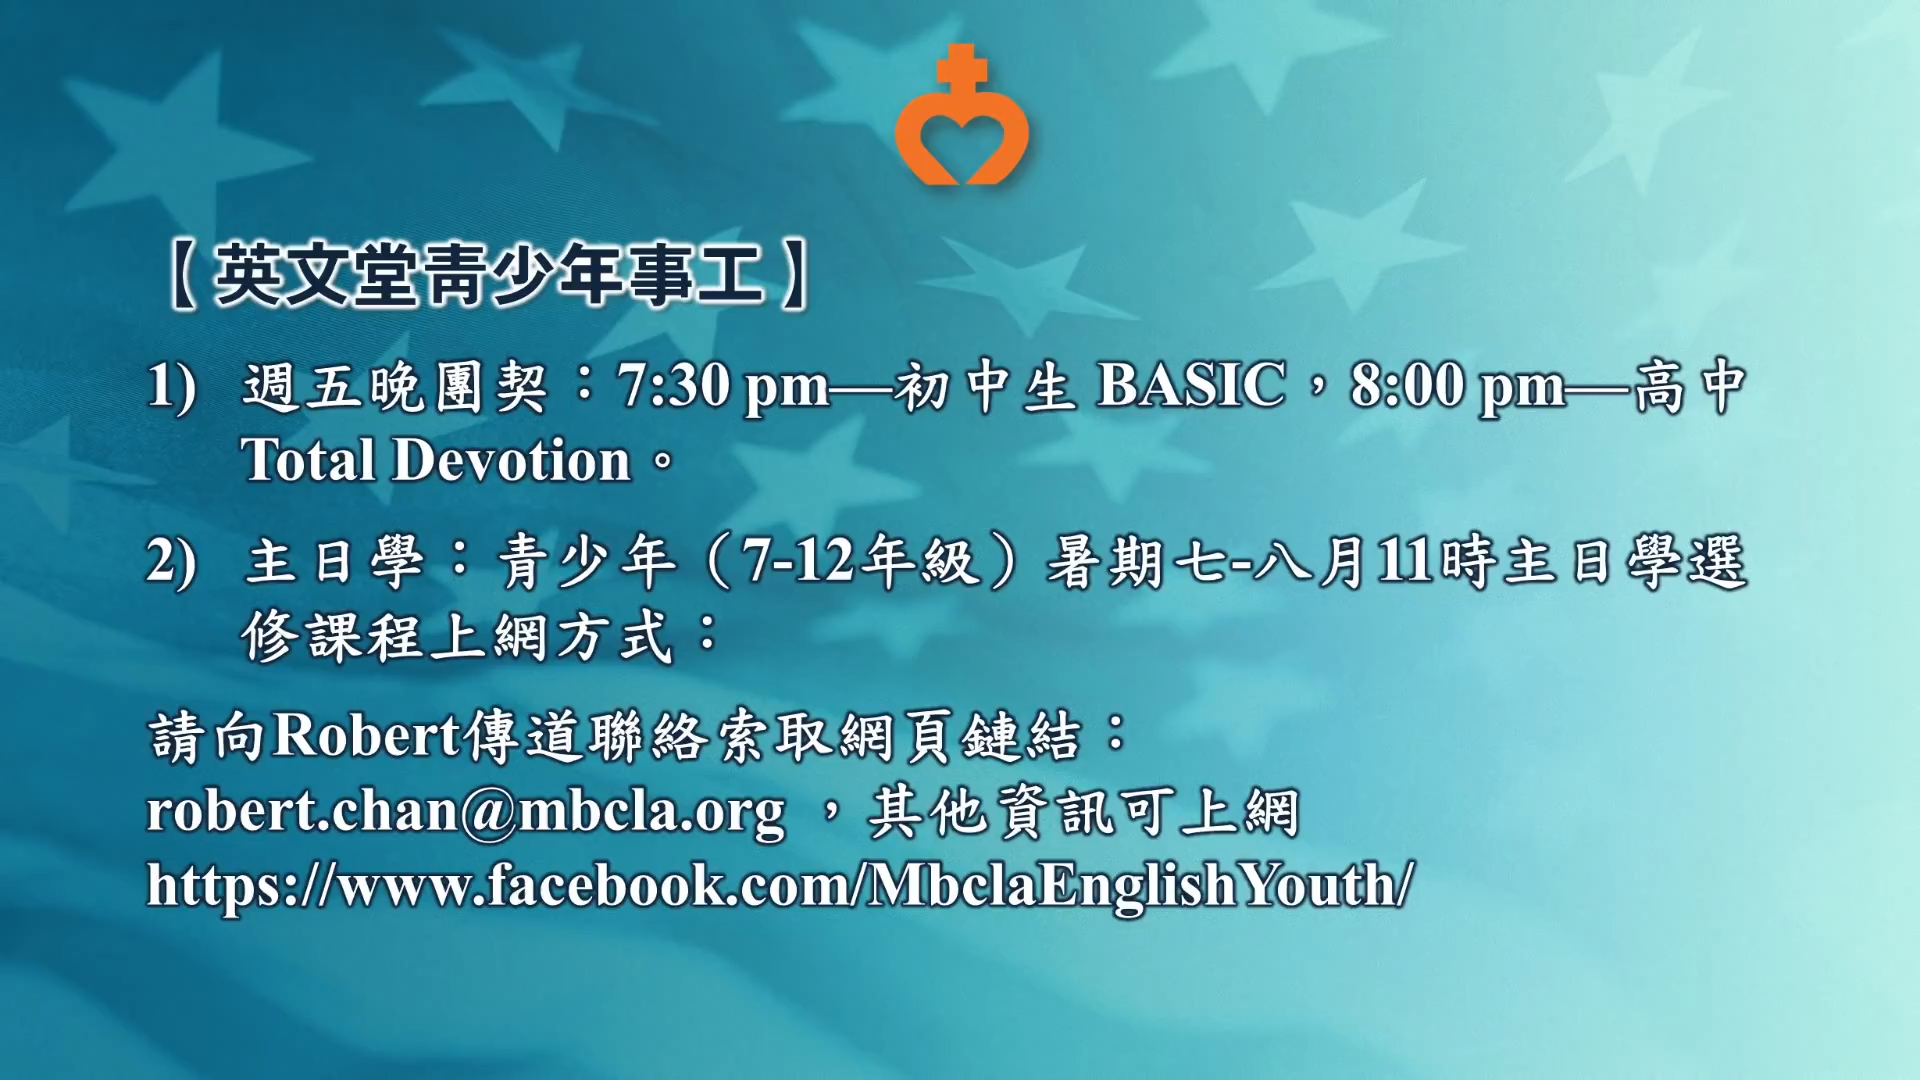 【英文堂青少年事工】
1) 週五晚團契：7:30 pm—初中生 BASIC，8:00 pm—高中
Total Devotion。
2) 主日學：青少年（7-12年級）暑期七-八月11時主日學選
修課程上網方式：
請向Robert傳道聯絡索取網頁鏈結：
robert.chan@mbcla.org ，其他資訊可上網
https://www.facebook.com/MbclaEnglishYouth/